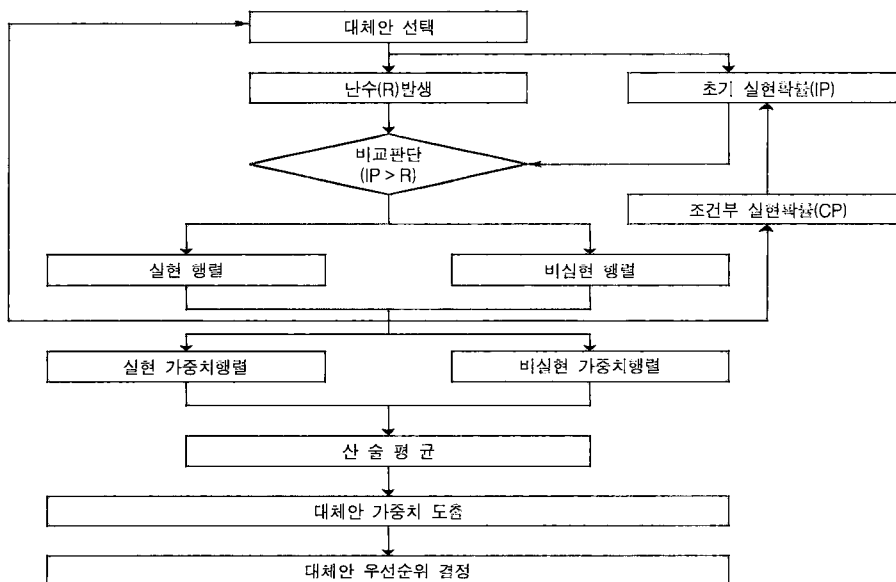 대체안 선택
난수(R)발생
초기 실현확률(IP)
비교판단
(IP > R)
조건부 실현확률(CP)
실현 행렬
비실현 행렬
실현 가중치행렬
비실현 가중치행렬
산 술 평 균
대체안 가중치 도출
대체안 우선순위 결정